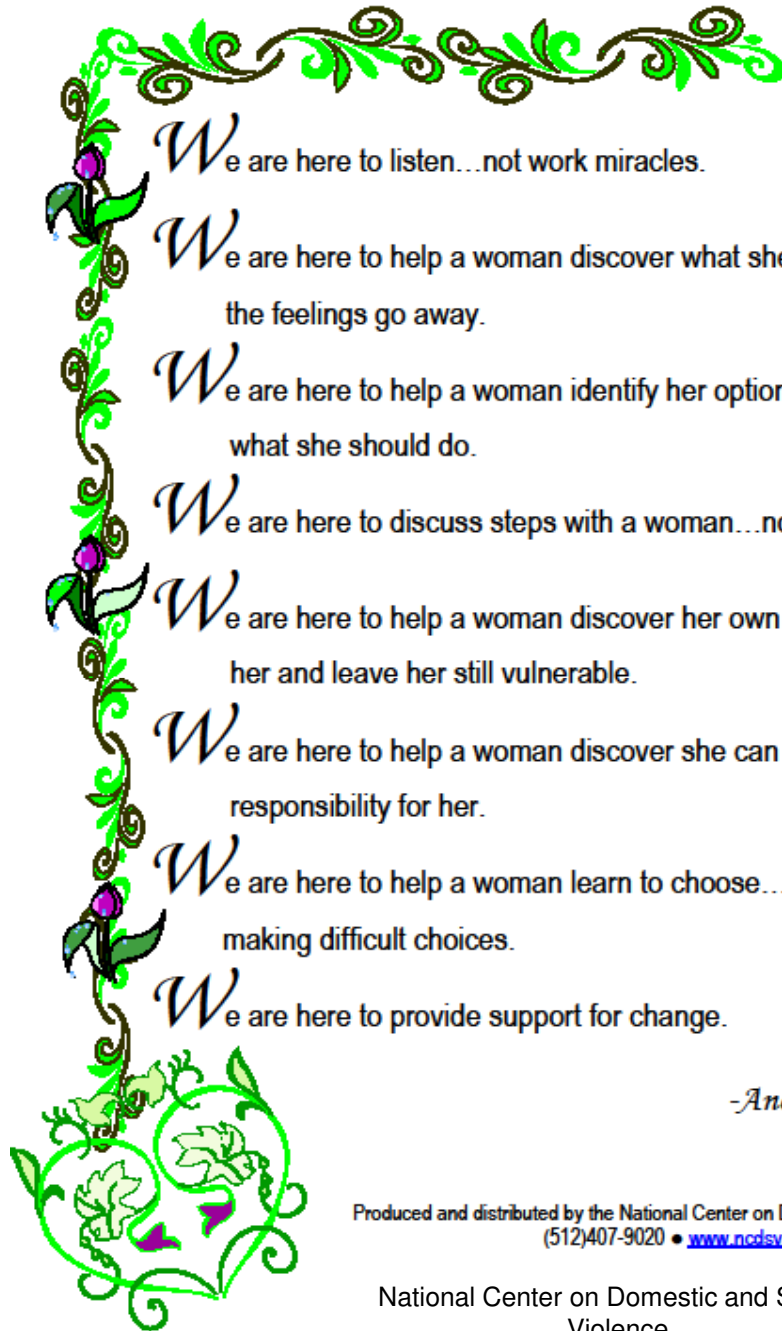 We are here to listen...not work miracles.
We are here to help a woman discover what she
the feelings go away.
We are here to help a woman identify her option
what she should do.
We are here to discuss steps with a woman...no
We are here to help a woman discover her own
her and leave her still vulnerable.
We are here to help a woman discover she can
responsibility for her.
We are here to help a woman learn to choose...
making difficult choices.
We are here to provide support for change.
Produced and distributed by the National Center on
(512)407-9020 ● www.ncdsv
National Center on Domestic and
Violence